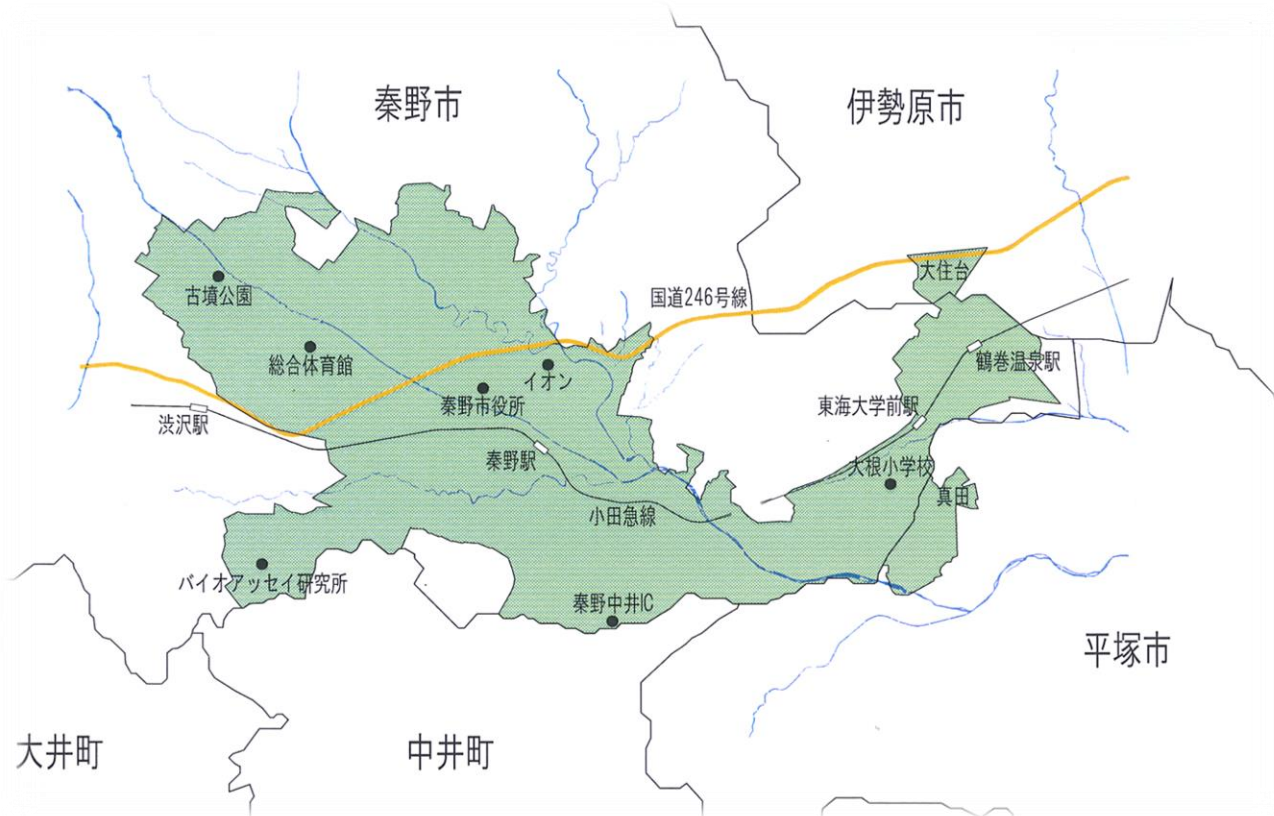 秦野市
伊勢原市
大住台
古墳公園
国道246号線
総合体育館
イオン
鶴巻温泉駅
秦野市役所
東海大学前駅
渋沢駅
秦野駅
大根小学校
真田
小田急線
バイオアッセイ研究所
秦野中井IC
平塚市
大井町
中井町